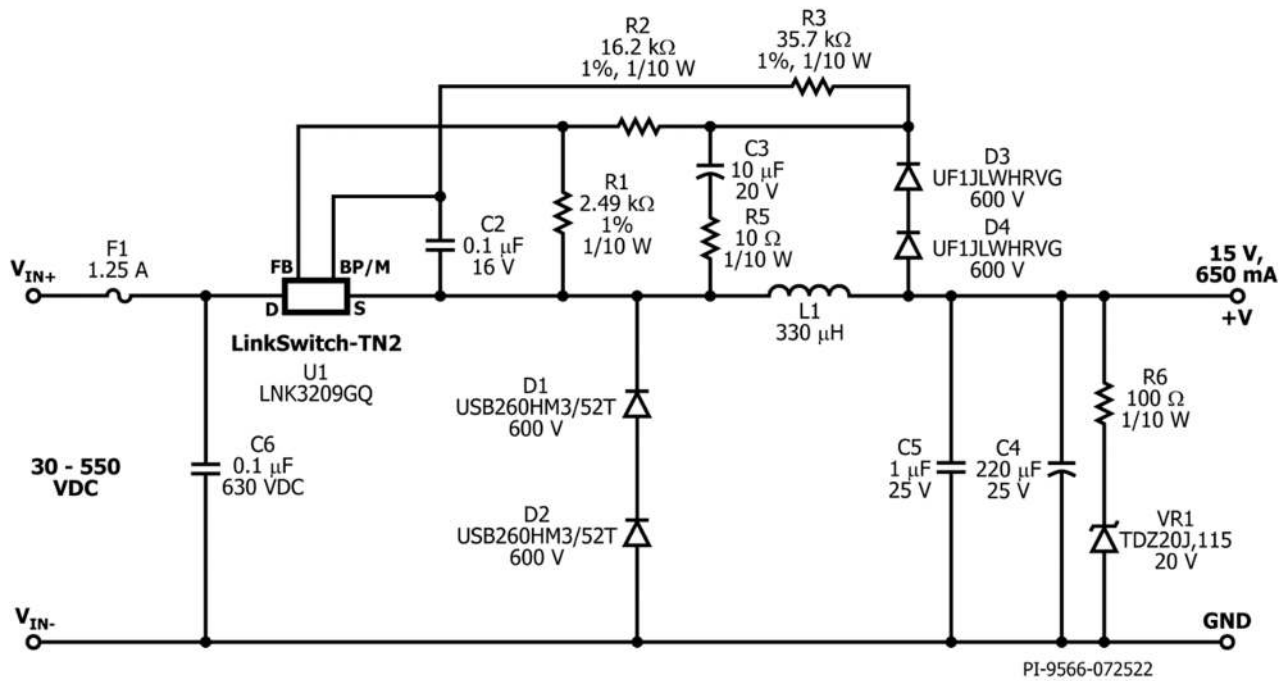 R2
16.2 kΩ
1%, 1/10 W
R3
35.7 kΩ
1%, 1/10 W
C3
10 μF
20 V
D3
UF1JLWHRVG
600 V
R1
2.49 kΩ
1%
1/10 W
C2
0.1 μF
16 V
R5
10 Ω
1/10 W
D4
UF1JLWHRVG
600 V
F1
1.25 A
VIN+
FB
BP/M
D
S
15 V,
650 mA
+V
LinkSwitch-TN2
U1
LNK3209GQ
L1
330 μH
D1
USB260HM3/52T
600 V
R6
100 Ω
1/10 W
30 - 550
VDC
C6
0.1 μF
630 VDC
C5
1 μF
25 V
C4
220 μF
25 V
D2
USB260HM3/52T
600 V
VR1
TDZ20J,115
20 V
VIN-
GND
PI-9566-072522